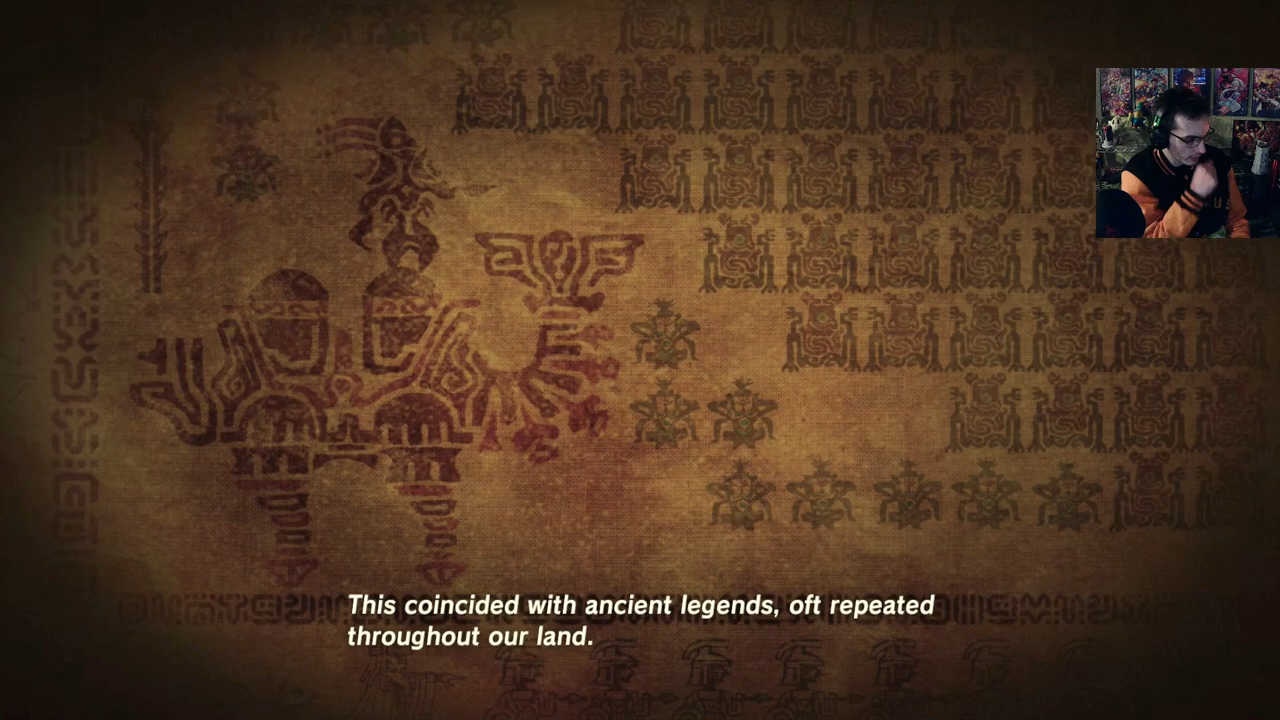 This coincided with ancient legends, oft repeated
throughout our land.